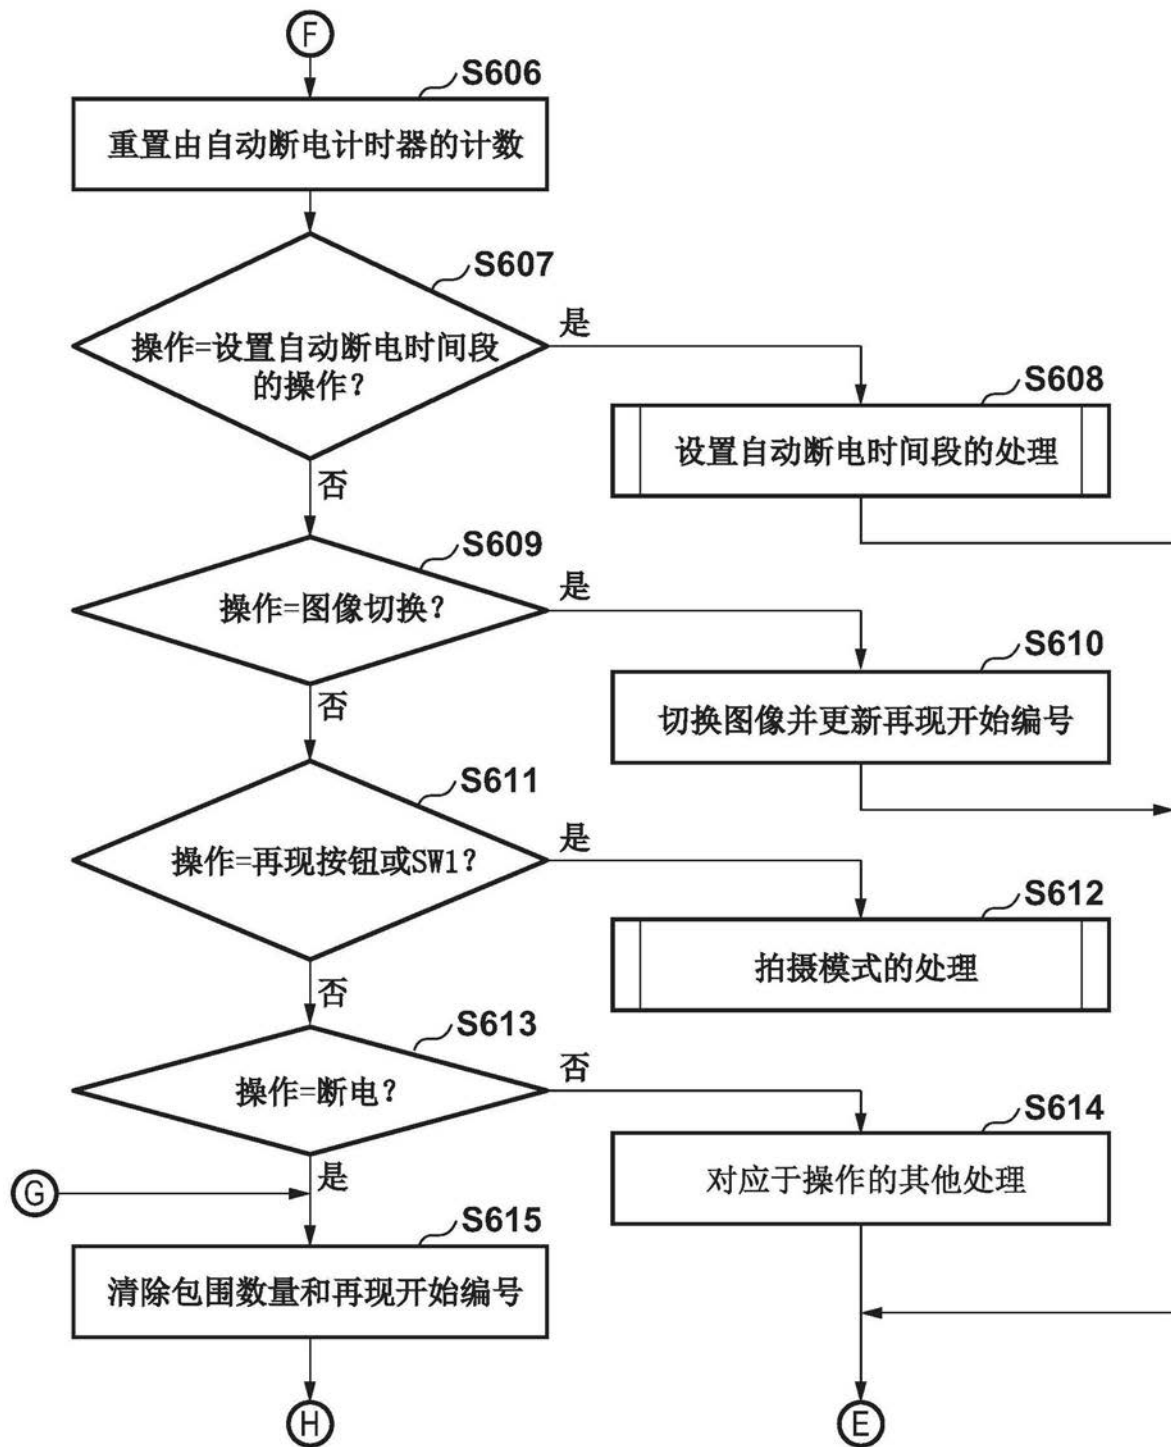 F
S606
重置由自动断电计时器的计数
S607
操作=设置自动断电时间段
的操作？
是
S608
设置自动断电时间段的处理
否
S609
操作=图像切换？
是
S610
切换图像并更新再现开始编号
否
S611
操作=再现按钮或SW1？
是
S612
拍摄模式的处理
否
S613
操作=断电？
否
S614
对应于操作的其他处理
是
G
S615
清除包围数量和再现开始编号
H
E